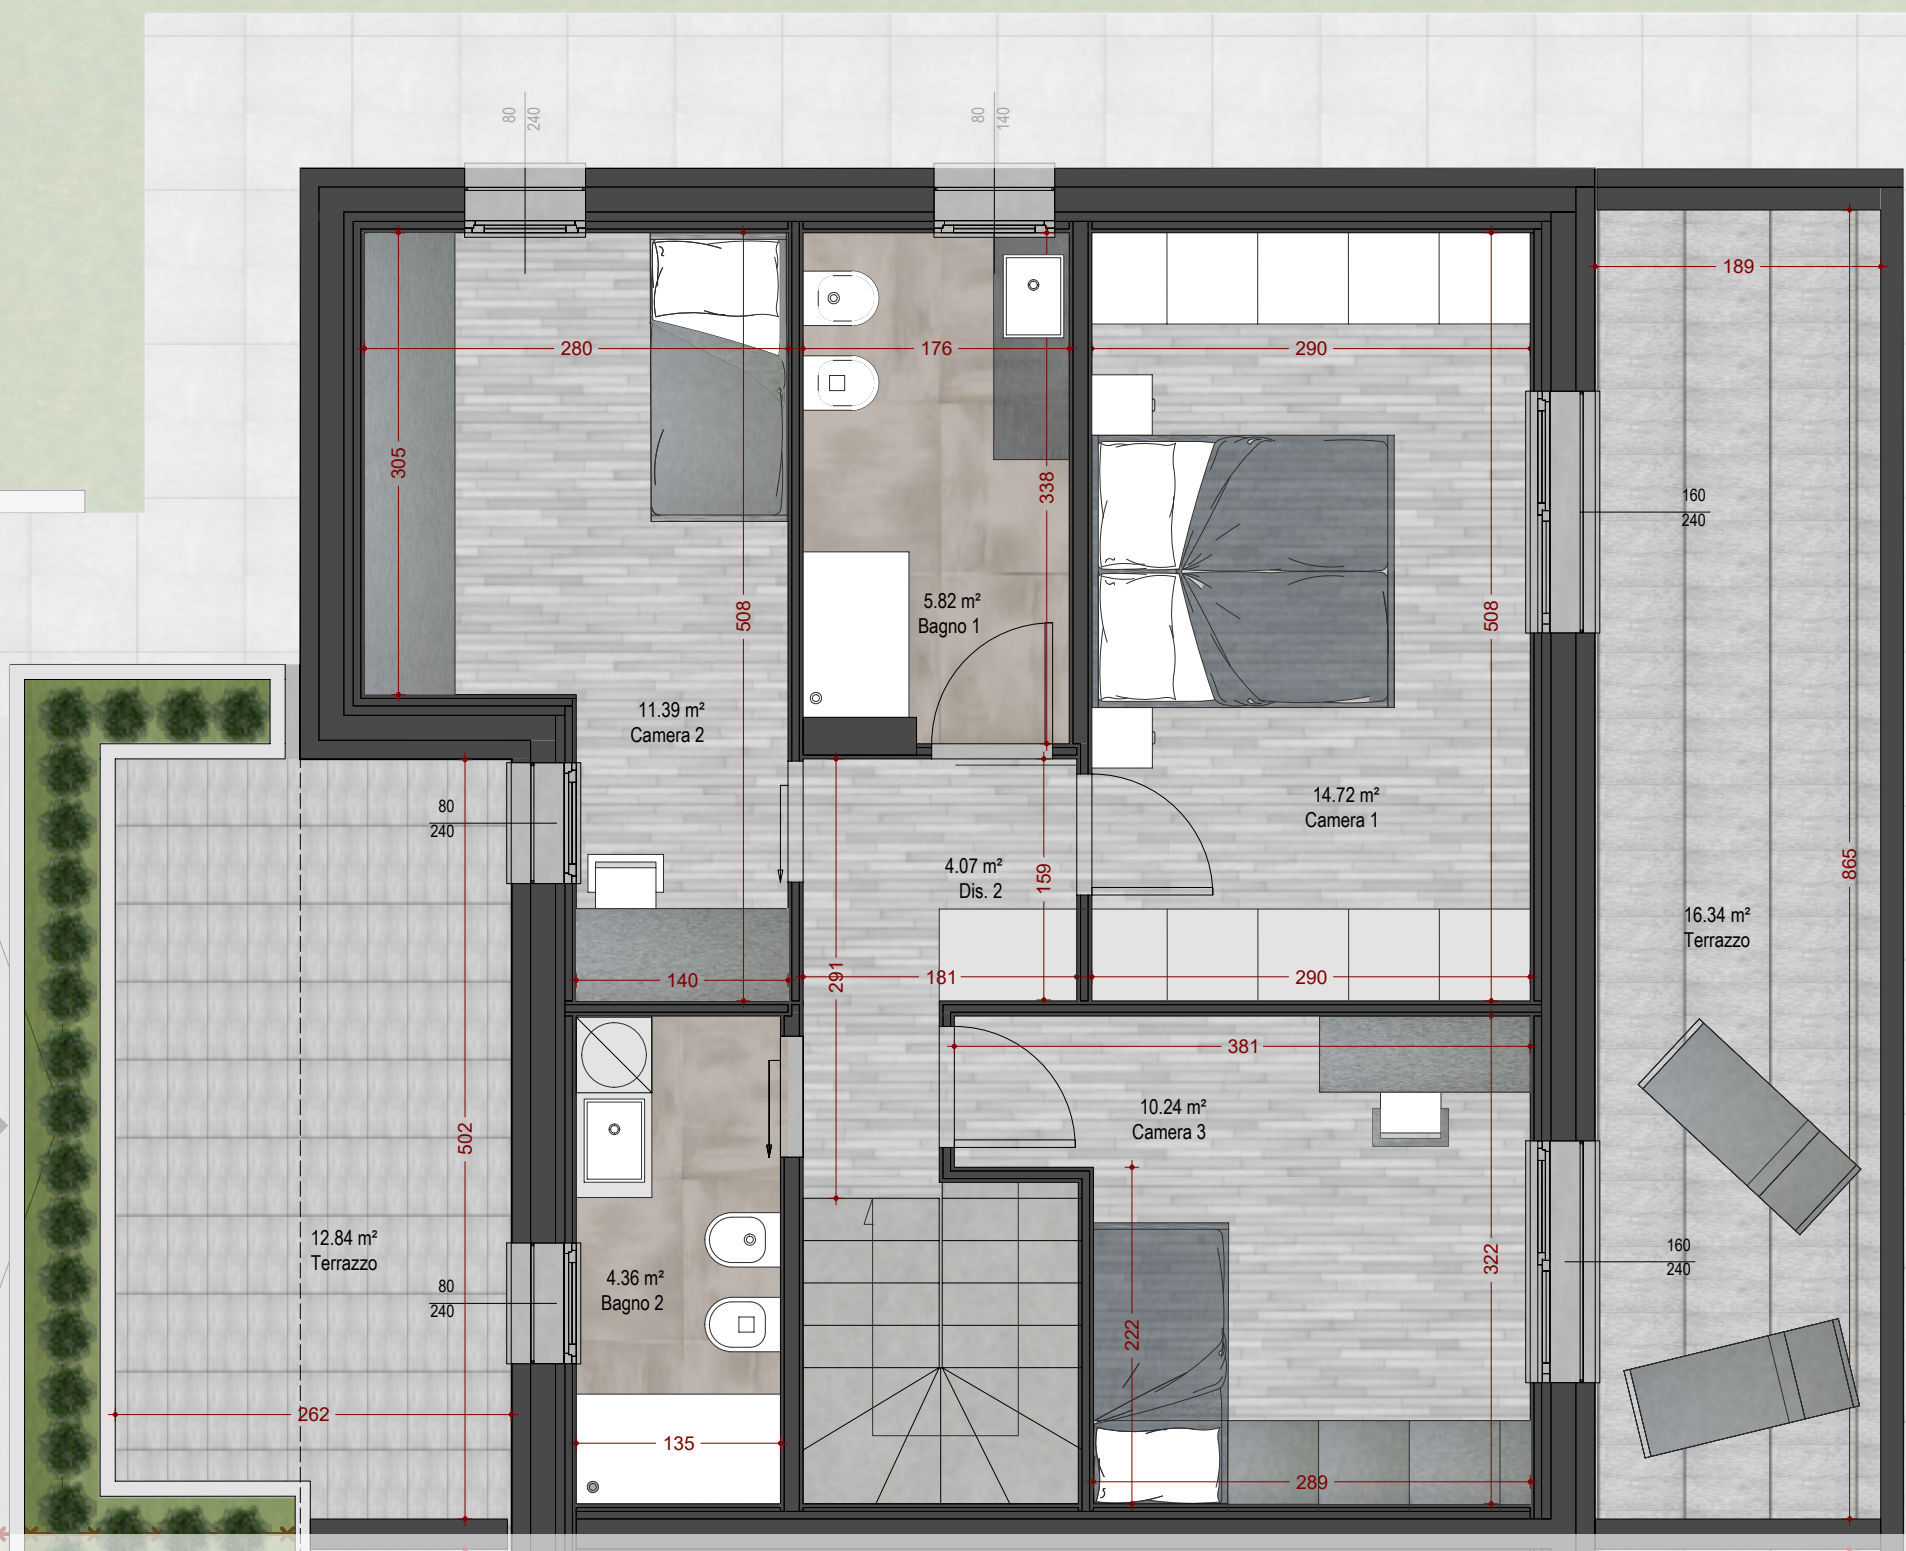 80
240
80
140
189
280
176
290
305
338
160
240
508
508
5.82 m²
Bagno 1
11.39 m²
Camera 2
14.72 m²
Camera 1
80
240
4.07 m²
Dis. 2
159
865
16.34 m²
Terrazzo
140
291
181
290
381
10.24 m²
Camera 3
502
12.84 m²
Terrazzo
160
240
322
4.36 m²
Bagno 2
80
240
222
262
135
289